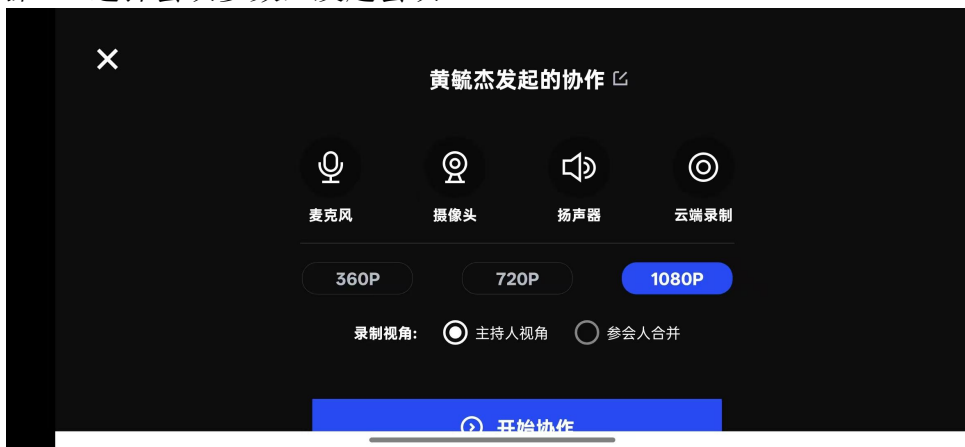 黄毓杰发起的协作
麦克风 摄像头 扬声器 云端录制
360P 720P 1080P
录制视角: 主持人视角 参会人合并
开始协作